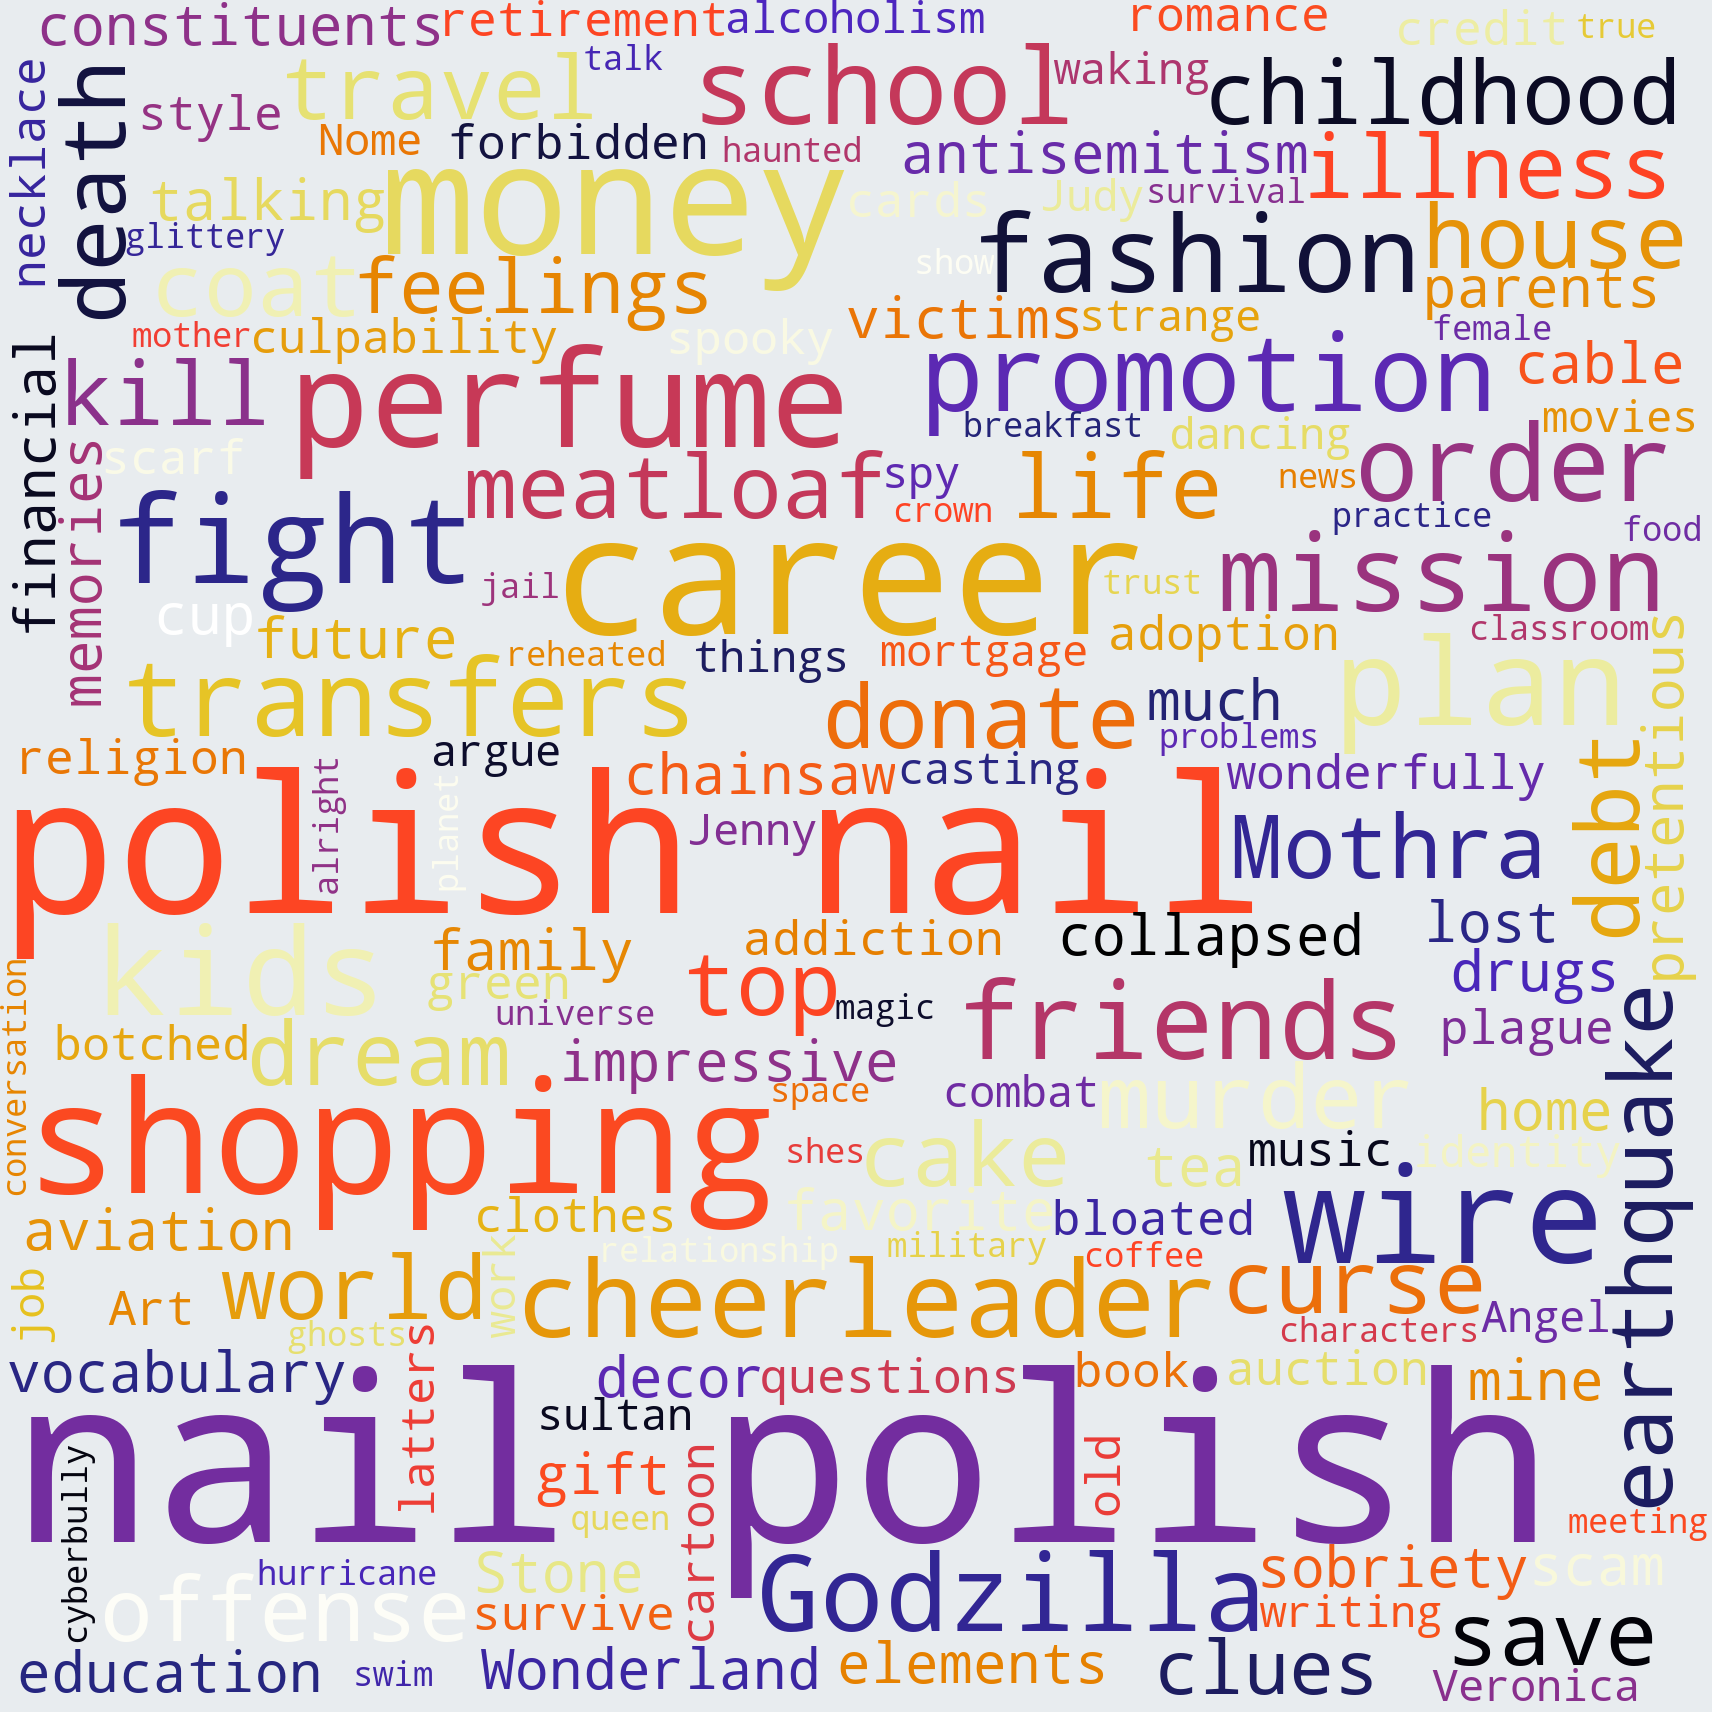 constituents retirement alcoholism romance credit true
necklace death style travel talk school waking childhood
Nome forbidden haunted antisemitism illness
talking money cards Judy survival
glittery coat feelings show fashion house
mother culpability spooky victims strange parents
financial kill perfume promotion female cable
memories scarf breakfast dancing movies
fight meatloaf spy life news order
crown practice food
cup jail career trust mission
future reheated things mortgage adoption classroom
transfers donate much plan pretentious
religion argue problems debt
alright planet chainsaw casting wonderfully
polish nail Jenny Mothra
kids family addiction collapsed lost
green top drugs
conversation universe magic friends plague earthquake
botched dream impressive
shopping space combat murder home
shes cake tea music identity
aviation clothes favorite bloated wire
work relationship military coffee
job Art world cheerleader curse
ghosts characters Angel
vocabulary latters decor questions book auction mine
nail polish
sultan old
cyberbully gift cartoon
queen meeting
hurricane Stone Godzilla sobriety scam
offense survive writing save
education swim Wonderland elements clues Veronica